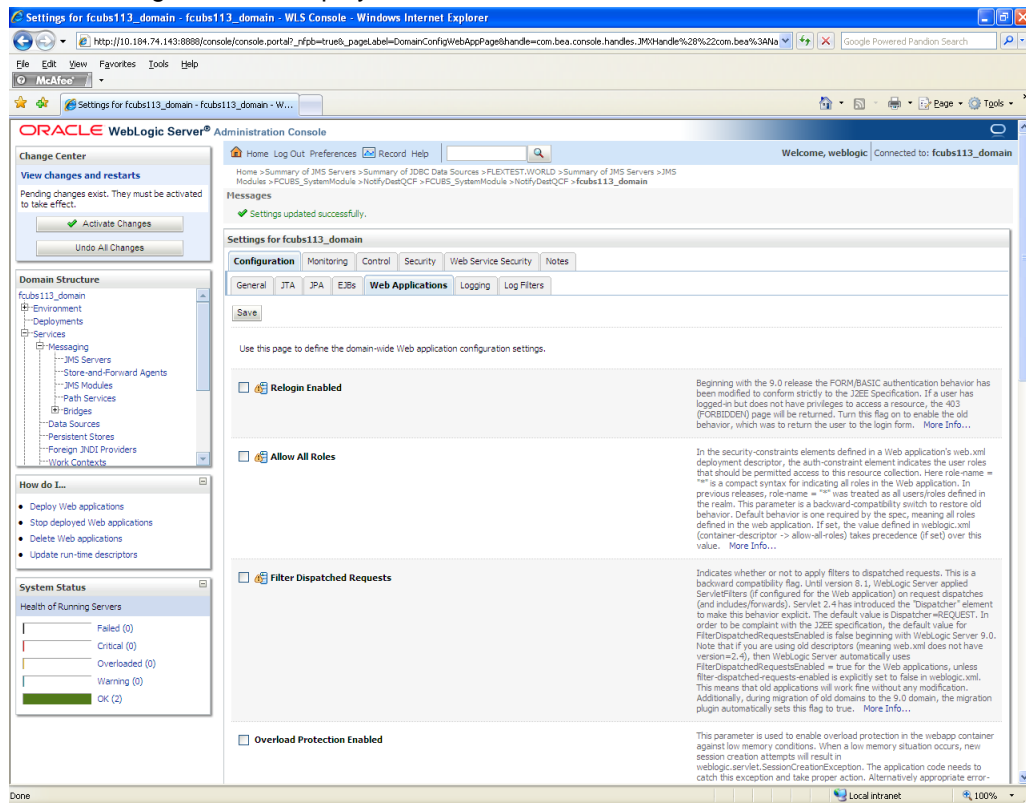 Settings for fcubs113_domain - fcubs113_domain - WLS Console - Windows Internet Explorer
http://10.184.74.143:8888/console/console.portal?_nfpb=true&_pageLabel=DomainConfigWebAppPage&handle=com.bea.console.handles.JMXHandle%28%22com.bea%3ANa
Google Powered Pandion Search
File Edit View Favorites Tools Help
McAfee
Settings for fcubs113_domain - fcubs113_domain - W...
Page Tools
ORACLE WebLogic Server® Administration Console
Change Center
View changes and restarts
Pending changes exist. They must be activated
to take effect.
Activate Changes
Undo All Changes
Domain Structure
fcubs113_domain
Environment
Deployments
Services
Messaging
JMS Servers
Store-and-Forward Agents
JMS Modules
Path Services
Bridges
Data Sources
Persistent Stores
Foreign JNDI Providers
Work Contexts
How do I...
Deploy Web applications
Stop deployed Web applications
Delete Web applications
Update run-time descriptors
System Status
Health of Running Servers
Failed (0)
Critical (0)
Overloaded (0)
Warning (0)
OK (2)
Home Log Out Preferences Record Help
Welcome, weblogic Connected to: fcubs113_domain
Home >Summary of JMS Servers >Summary of JDBC Data Sources >FLEXTEST.WORLD >Summary of JMS Servers >JMS
Modules >FCUBS_SystemModule >NotifyDestQCF >FCUBS_SystemModule >NotifyDestQCF >fcubs113_domain
Messages
Settings updated successfully.
Settings for fcubs113_domain
Configuration Monitoring Control Security Web Service Security Notes
General JTA JPA EJBs Web Applications Logging Log Filters
Save
Use this page to define the domain-wide Web application configuration settings.
Relogin Enabled
Beginning with the 9.0 release the FORM/BASIC authentication behavior has
been modified to conform strictly to the J2EE Specification. If a user has
logged-in but does not have privileges to access a resource, the 403
(FORBIDDEN) page will be returned. Turn this flag on to enable the old
behavior, which was to return the user to the login form. More Info...
Allow All Roles
In the security-constraints elements defined in a Web application's web.xml
deployment descriptor, the auth-constraint element indicates the user roles
that should be permitted access to this resource collection. Here role-name =
"*" is a compact syntax for indicating all roles in the Web application. In
previous releases, role-name = "*" was treated as all users/roles defined in
the realm. This parameter is a backward-compatibility switch to restore old
behavior. Default behavior is one required by the spec, meaning all roles
defined in the web application. If set, the value defined in weblogic.xml
(container-descriptor -> allow-all-roles) takes precedence (if set) over this
value. More Info...
Filter Dispatched Requests
Indicates whether or not to apply filters to dispatched requests. This is a
backward compatibility flag. Until version 8.1, WebLogic Server applied
ServletFilters (if configured for the Web application) on request dispatches
(and includes/forwards). Servlet 2.4 has introduced the "Dispatcher" element
to make this behavior explicit. The default value is Dispatcher=REQUEST. In
order to be complaint with the J2EE specification, the default value for
FilterDispatchedRequestsEnabled is false beginning with WebLogic Server 9.0.
Note that if you are using old descriptors (meaning web.xml does not have
version=2.4), then WebLogic Server automatically uses
FilterDispatchedRequestsEnabled = true for the Web applications, unless
filter-dispatched-requests-enabled is explicitly set to false in weblogic.xml.
This means that old applications will work fine without any modification.
Additionally, during migration of old domains to the 9.0 domain, the migration
plugin automatically sets this flag to true. More Info...
Overload Protection Enabled
This parameter is used to enable overload protection in the webapp container
against low memory conditions. When a low memory situation occurs, new
session creation attempts will result in
weblogic.servlet.SessionCreationException. The application code needs to
catch this exception and take proper action. Alternatively appropriate error-
Done
Local intranet
100%